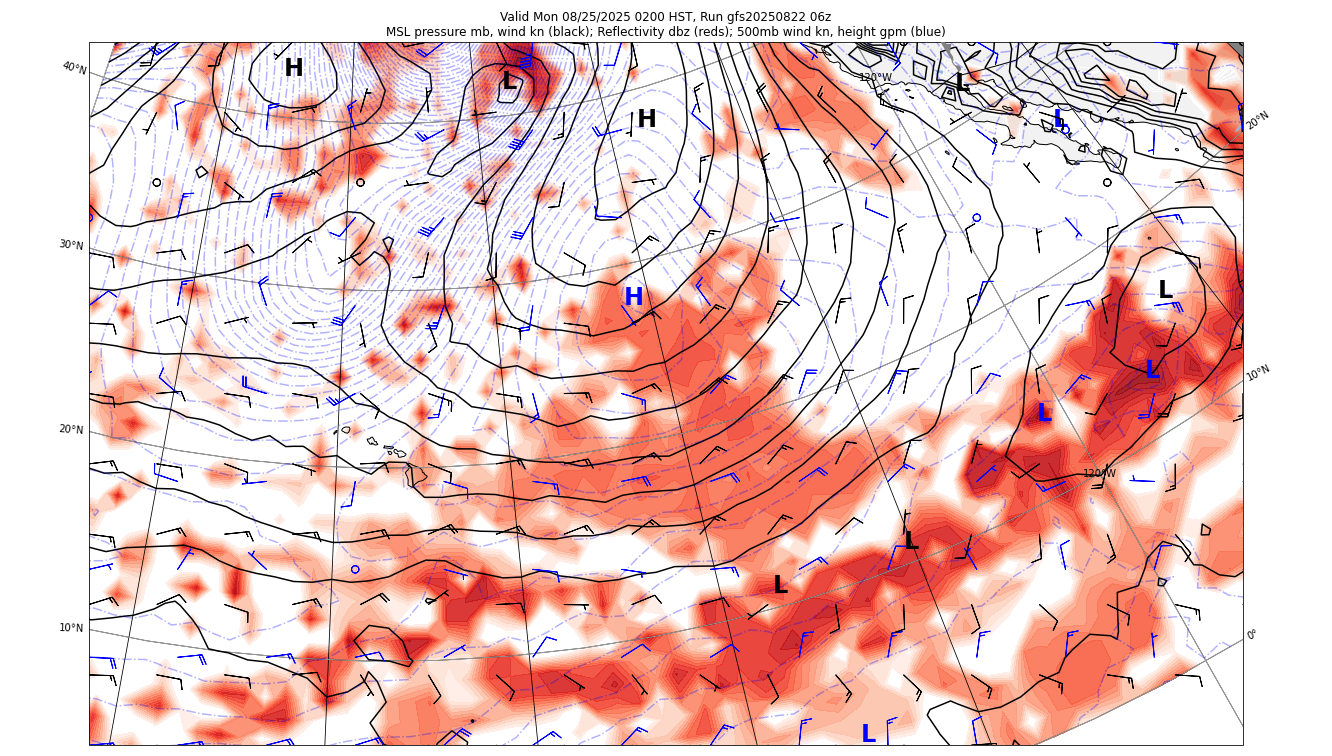 Valid Mon 08/25/2025 0200 HST, Run gfs20250822 06z
MSL pressure mb, wind kn (black); Reflectivity dbz (reds); 500mb wind kn, height gpm (blue)
40°N
H
L
120°W
L
H
L
20°N
30°N
H
L
L
10°N
L
20°N
120°W
L
L
10°N
0°
L